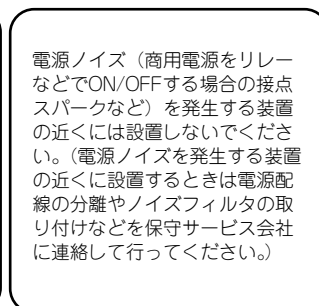 電源ノイズ（商用電源をリレー
などでON/OFFする場合の接点
スパークなど）を発生する装置
の近くには設置しないでくださ
い。（電源ノイズを発生する装置
の近くに設置するときは電源配
線の分離やノイズフィルタの取
り付けなどを保守サービス会社
に連絡して行ってください。）